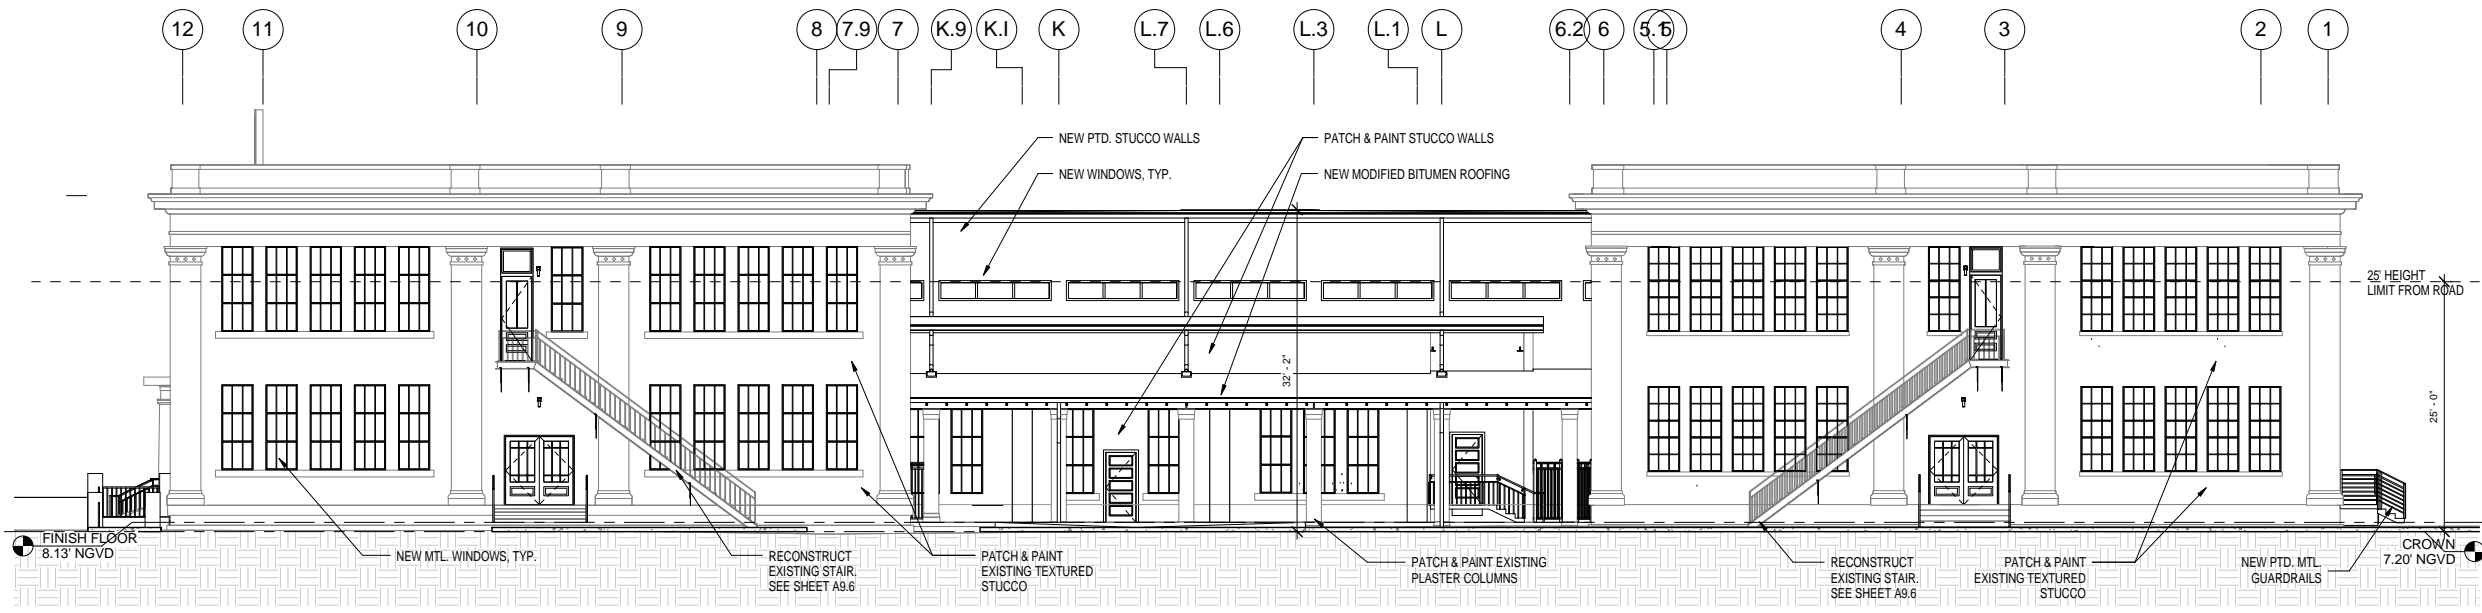 12 11 10 9 8 7.9 7 K.9 K.I K L.7 L.6 L.3 L.1 L 6.2 6 5.1 5 4 3 2 1
NEW PTD. STUCCO WALLS
NEW WINDOWS, TYP.
PATCH & PAINT STUCCO WALLS
NEW MODIFIED BITUMEN ROOFING
25' HEIGHT
LIMIT FROM ROAD
32' - 2"
25' - 0"
FINISH FLOOR
8.13' NGVD
NEW MTL. WINDOWS, TYP.
RECONSTRUCT
EXISTING STAIR.
SEE SHEET A9.6
PATCH & PAINT
EXISTING TEXTURED
STUCCO
PATCH & PAINT EXISTING
PLASTER COLUMNS
RECONSTRUCT
EXISTING STAIR.
SEE SHEET A9.6
PATCH & PAINT
EXISTING TEXTURED
STUCCO
NEW PTD. MTL.
GUARDRAILS
CROWN
7.20' NGVD